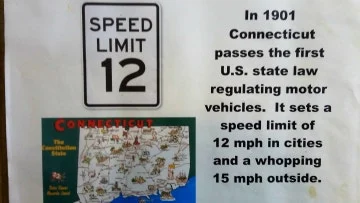 SPEED
LIMIT
12
CONNECTICUT
The
Constitution
State
In 1901
Connecticut
passes the first
U.S. state law
regulating motor
vehicles.  It sets a
speed limit of
12 mph in cities
and a whopping
15 mph outside.